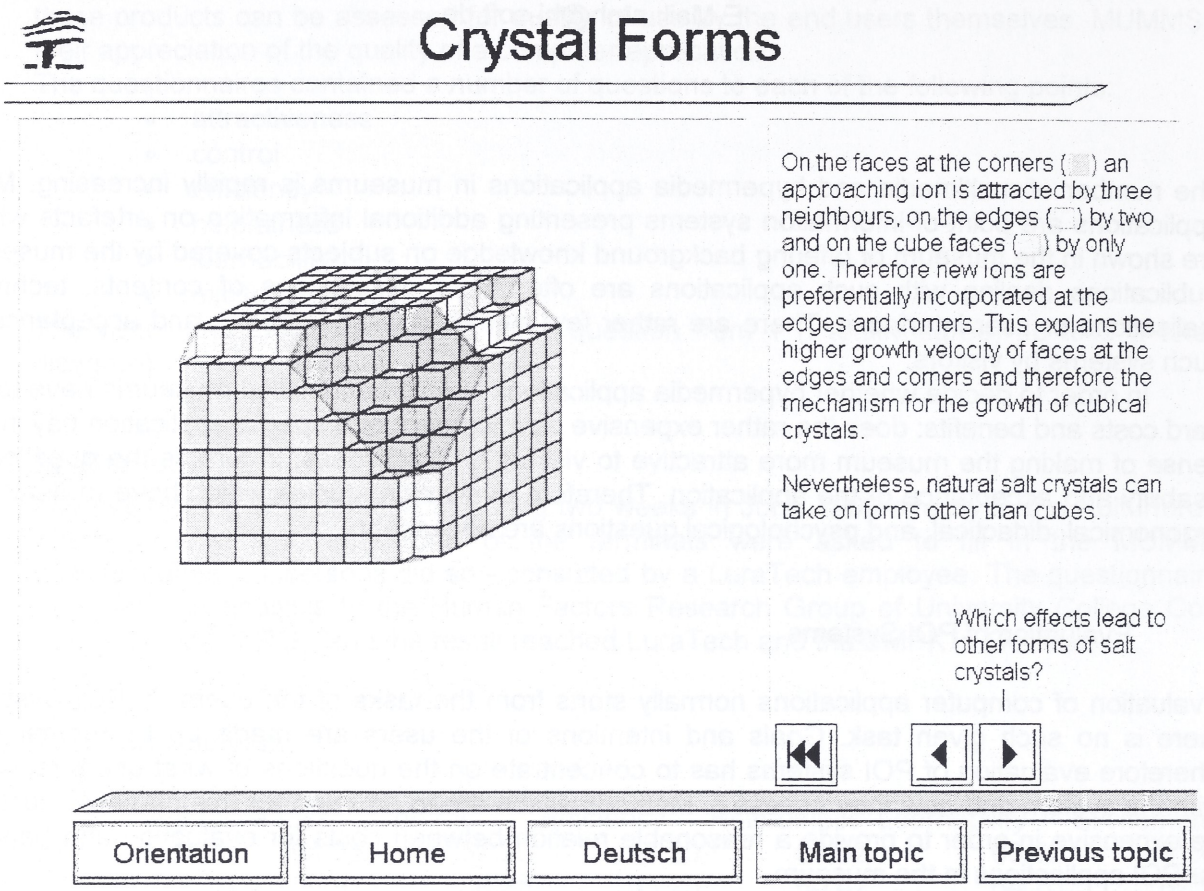 Crystal Forms
On the faces at the corners ( ) an
approaching ion is attracted by three
neighbours, on the edges ( ) by two
and on the cube faces ( ) by only
one. Therefore new ions are
preferentially incorporated at the
edges and corners. This explains the
higher growth velocity of faces at the
edges and corners and therefore the
mechanism for the growth of cubical
crystals.
Nevertheless, natural salt crystals can
take on forms other than cubes.
Which effects lead to
other forms of salt
crystals?
Orientation
Home
Deutsch
Main topic
Previous topic